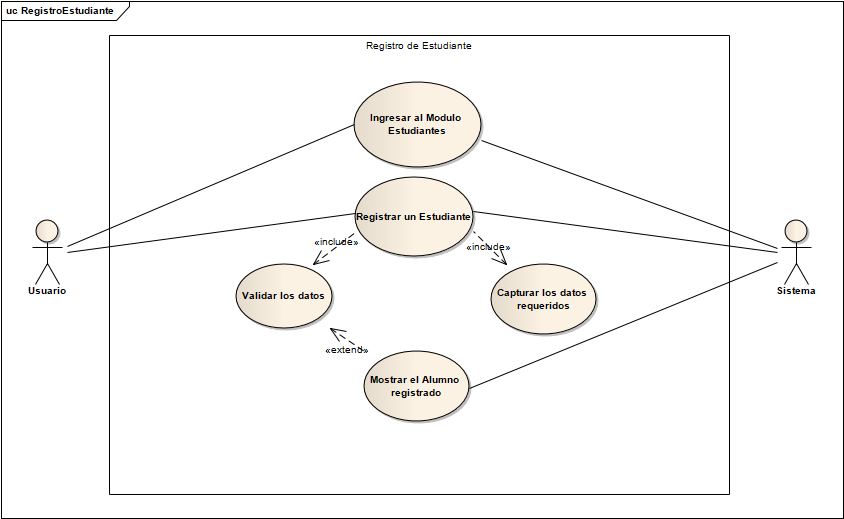 uc RegistroEstudiante
Registro de Estudiante
Ingresar al Modulo
Estudiantes
Registrar un Estudiante
«include»
«include»
Usuario
Validar los datos
Capturar los datos
requeridos
Sistema
«extend»
Mostrar el Alumno
registrado